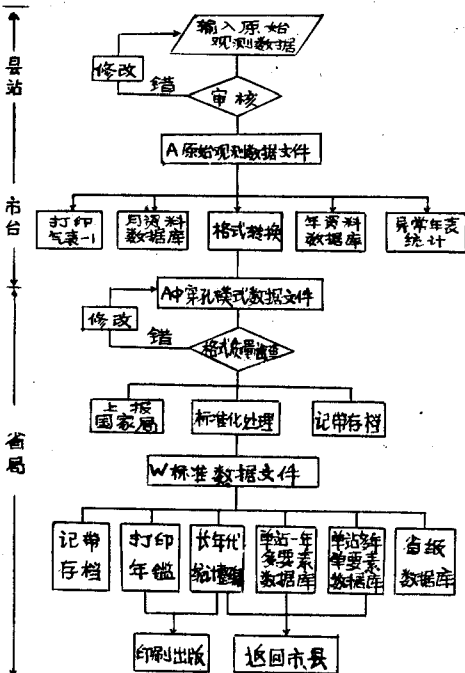 输入原始
观测数据
修改
错
审核
A原始观测数据文件
打印
气表-1
月资料
数据库
格式转换
年资料
数据库
异常年表
统计
A中穿孔模式数据文件
修改
错
格式质量检查
上报
国家局
标准化处理
记带存档
W标准数据文件
记带
存档
打印
年鉴
长年代
统计整编
单站一年
多要素
数据库
单站多年
单要素
数据库
省级
数据库
印刷出版
返回市县
县站
市台
省局